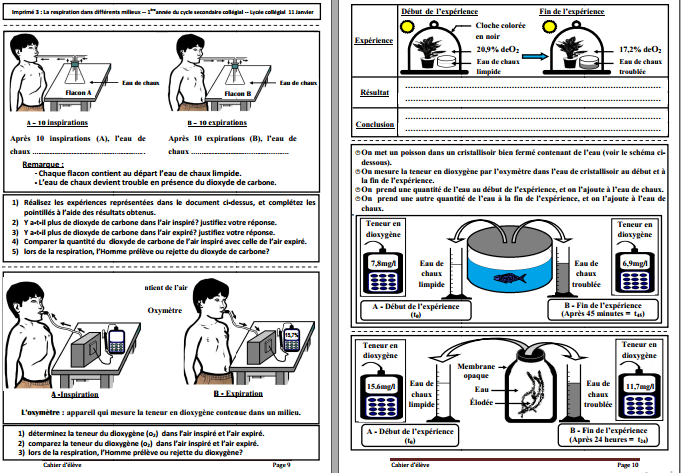 Imprimé 3 : La respiration dans différents milieux – 1ère année du cycle secondaire collégial – Lycée collégial 11 Janvier
Eau de chaux
Flacon A
Eau de chaux
Flacon B
A – 10 inspirations
B – 10 expirations
Après 10 inspirations (A), l'eau de
chaux ........................................
Après 10 expirations (B), l'eau de
chaux ........................................
Remarque :
- Chaque flacon contient au départ l'eau de chaux limpide.
- L'eau de chaux devient trouble en présence du dioxyde de carbone.
1) Réalisez les expériences représentées dans le document ci-dessus, et complétez les
pointillés à l'aide des résultats obtenus.
2) Y a-t-il plus de dioxyde de carbone dans l'air inspiré? justifiez votre réponse.
3) Y a-t-il plus de dioxyde de carbone dans l'air expiré? justifiez votre réponse.
4) Comparer la quantité du dioxyde de carbone de l'air inspiré avec celle de l'air expiré.
5) lors de la respiration, l'Homme prélève ou rejette du dioxyde de carbone?
ntient de l'air
Oxymètre
A -Inspiration
B - Expiration
L'oxymètre : appareil qui mesure la teneur en dioxygène contenue dans un milieu.
1) déterminez la teneur du dioxygène (o₂) dans l'air inspiré et l'air expiré.
2) comparez la teneur du dioxygène (o₂) dans l'air inspiré et l'air expiré.
3) lors de la respiration, l'Homme prélève ou rejette du dioxygène?
Cahier d'élève
Page 9
Début de l'expérience
Fin de l'expérience
Expérience
Cloche colorée
en noir
20,9% deO₂
Eau de chaux
limpide
17,2% deO₂
Eau de chaux
troublée
Résultat
Conclusion
On met un poisson dans un cristallisoir bien fermé contenant de l'eau (voir le schéma ci-
dessous).
On mesure la teneur en dioxygène par l'oxymètre dans l'eau de cristallisoir au début et à
la fin de l'expérience.
On prend une quantité de l'eau au début de l'expérience, et on l'ajoute à l'eau de chaux.
On prend une autre quantité de l'eau à la fin de l'expérience, et on l'ajoute à l'eau de
chaux.
Teneur en
dioxygène
7,8mg/l
Eau de
chaux
limpide
Eau de
chaux
troublée
Teneur en
dioxygène
6,9mg/l
A - Début de l'expérience
(t₀)
B - Fin de l'expérience
(Après 45 minutes = t₄₅)
Teneur en
dioxygène
15,6mg/l
Eau de
chaux
limpide
Membrane
opaque
Eau
Élodée
Eau de
chaux
troublée
Teneur en
dioxygène
11,7mg/l
A - Début de l'expérience
(t₀)
B - Fin de l'expérience
(Après 24 heures = t₂₄)
Cahier d'élève
Page 10